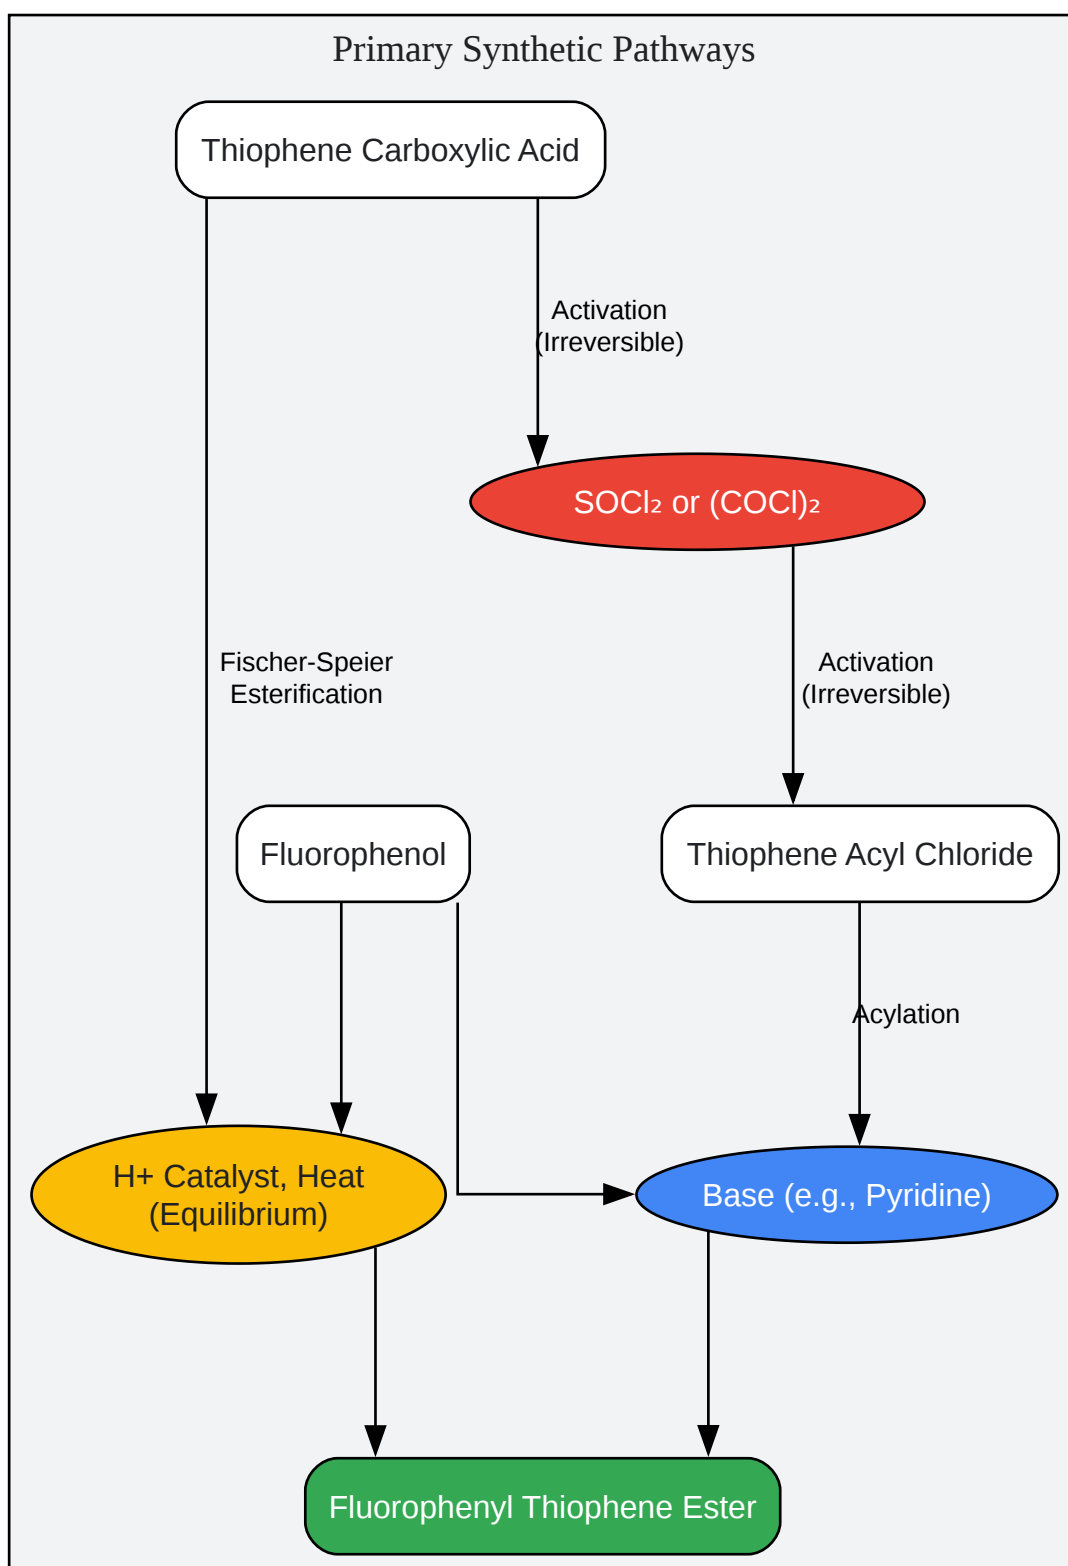 Primary Synthetic Pathways
Thiophene Carboxylic Acid
Activation
(Irreversible)
SOCl₂ or (COCl)₂
Fischer-Speier
Esterification
Activation
(Irreversible)
Fluorophenol
Thiophene Acyl Chloride
Acylation
H+ Catalyst, Heat
(Equilibrium)
Base (e.g., Pyridine)
Fluorophenyl Thiophene Ester